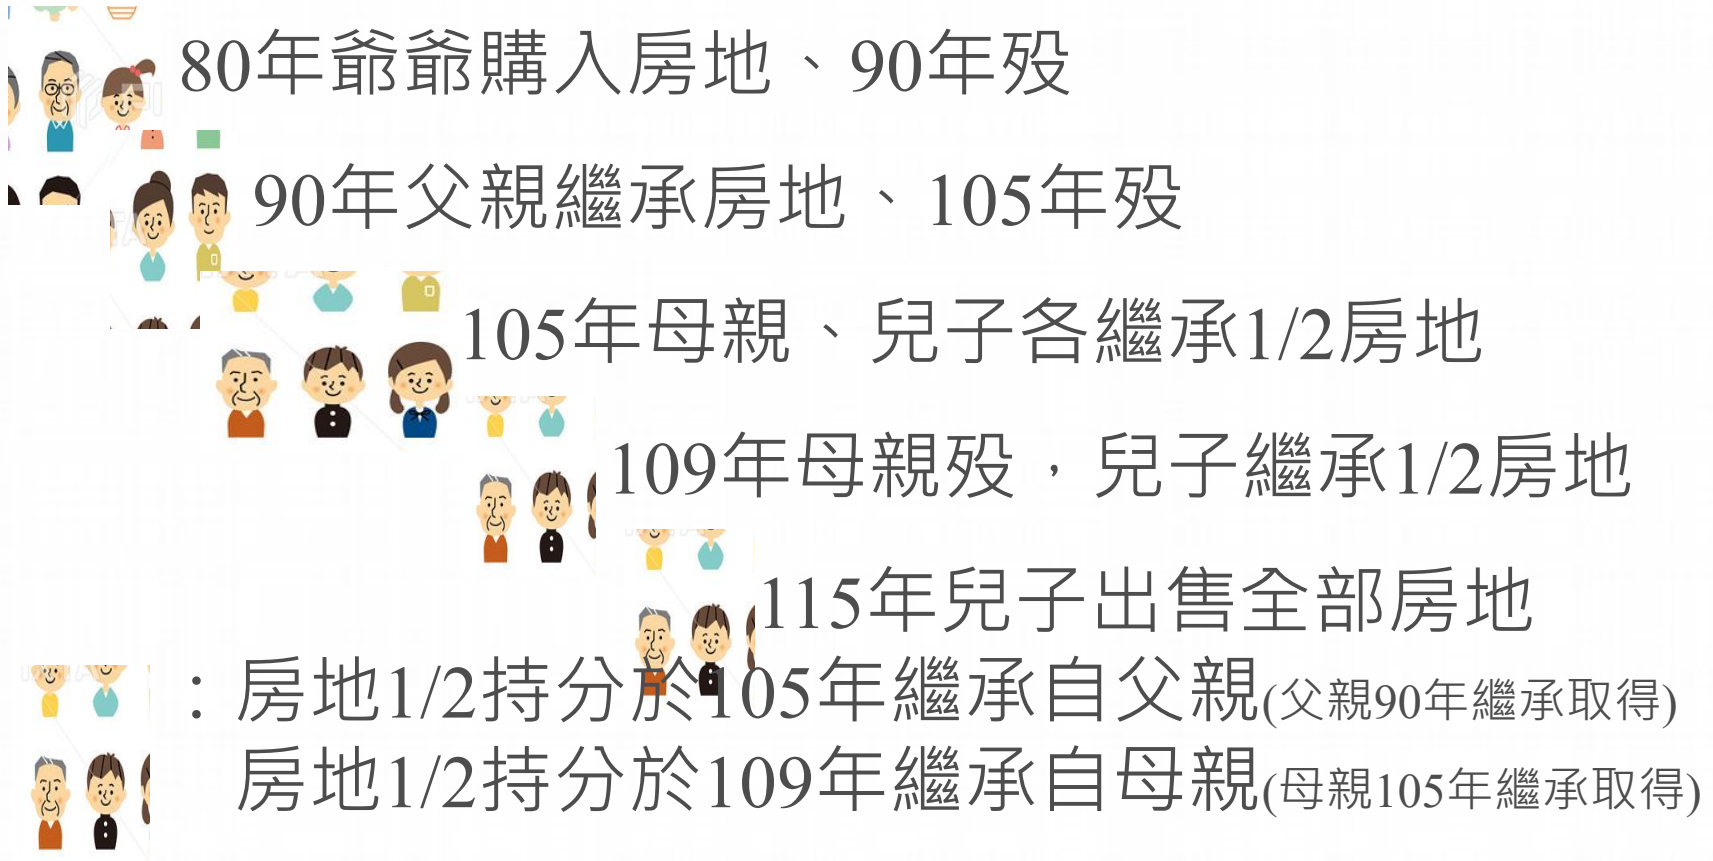 80年爺爺購入房地、90年歿
90年父親繼承房地、105年歿
105年母親、兒子各繼承1/2房地
109年母親歿，兒子繼承1/2房地
115年兒子出售全部房地
：房地1/2持分於105年繼承自父親(父親90年繼承取得)
房地1/2持分於109年繼承自母親(母親105年繼承取得)